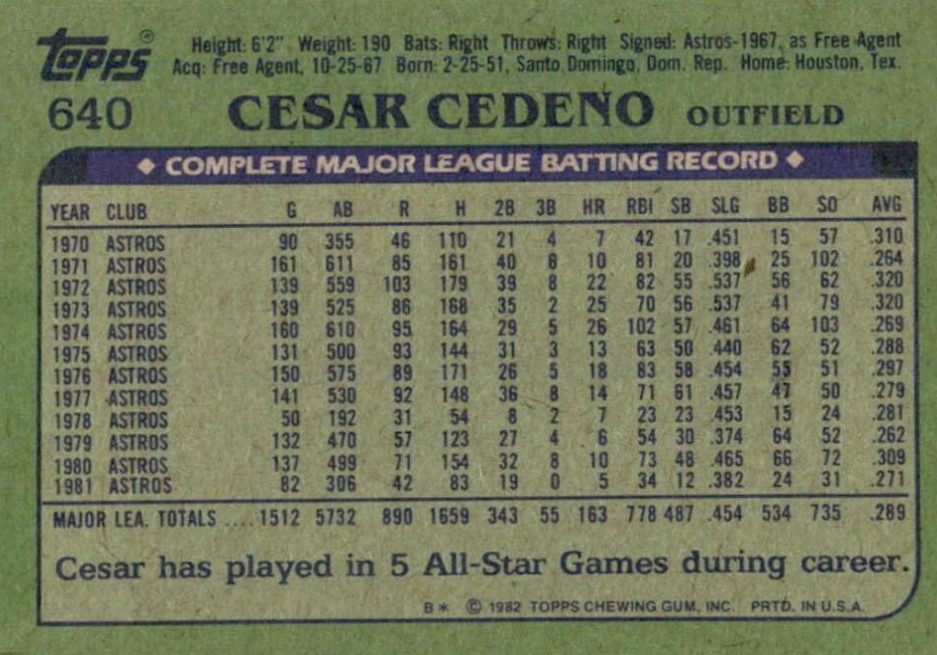 Topps® Height: 6'2" Weight: 190 Bats: Right Throws: Right Signed: Astros-1967, as Free Agent
Acq: Free Agent, 10-25-67 Born: 2-25-51, Santo Domingo, Dom. Rep. Home: Houston, Tex.
640 CESAR CEDENO OUTFIELD
◆ COMPLETE MAJOR LEAGUE BATTING RECORD ◆
YEAR CLUB G AB R H 2B 3B HR RBI SB SLG BB SO AVG
1970 ASTROS 90 355 46 110 21 4 7 42 17 .451 15 57 .310
1971 ASTROS 161 611 85 161 40 6 10 81 20 .398 25 102 .264
1972 ASTROS 139 559 103 179 39 8 22 82 55 .537 56 62 .320
1973 ASTROS 139 525 86 168 35 2 25 70 56 .537 41 79 .320
1974 ASTROS 160 610 95 164 29 5 26 102 57 .461 64 103 .269
1975 ASTROS 131 500 93 144 31 3 13 63 50 .440 62 52 .288
1976 ASTROS 150 575 89 171 26 5 18 83 58 .454 55 51 .297
1977 ASTROS 141 530 92 148 36 8 14 71 61 .457 47 50 .279
1978 ASTROS 50 192 31 54 8 2 7 23 23 .453 15 24 .281
1979 ASTROS 132 470 57 123 27 4 6 54 30 .374 64 52 .262
1980 ASTROS 137 499 71 154 32 8 10 73 48 .465 66 72 .309
1981 ASTROS 82 306 42 83 19 0 5 34 12 .382 24 31 .271
MAJOR LEA. TOTALS .... 1512 5732 890 1659 343 55 163 778 487 .454 534 735 .289
Cesar has played in 5 All-Star Games during career.
B* © 1982 TOPPS CHEWING GUM, INC. PRTD. IN U.S.A.